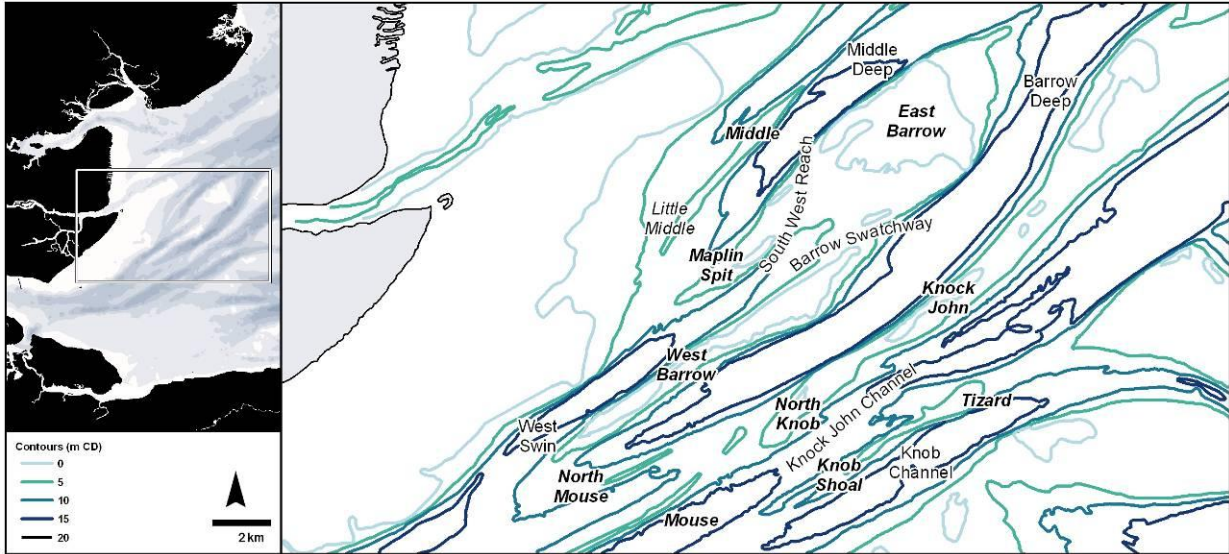 Contours (m CD)
0
5
10
15
20
2 km
Middle
Deep
Barrow
Deep
East
Barrow
Middle
South West Reach
Little
Middle
Barrow Swatchway
Maplin
Spit
Knock
John
West
Barrow
Knock John Channel
North
Knob
Tizard
West
Swin
Knob
Channel
Knob
Shoal
North
Mouse
Mouse